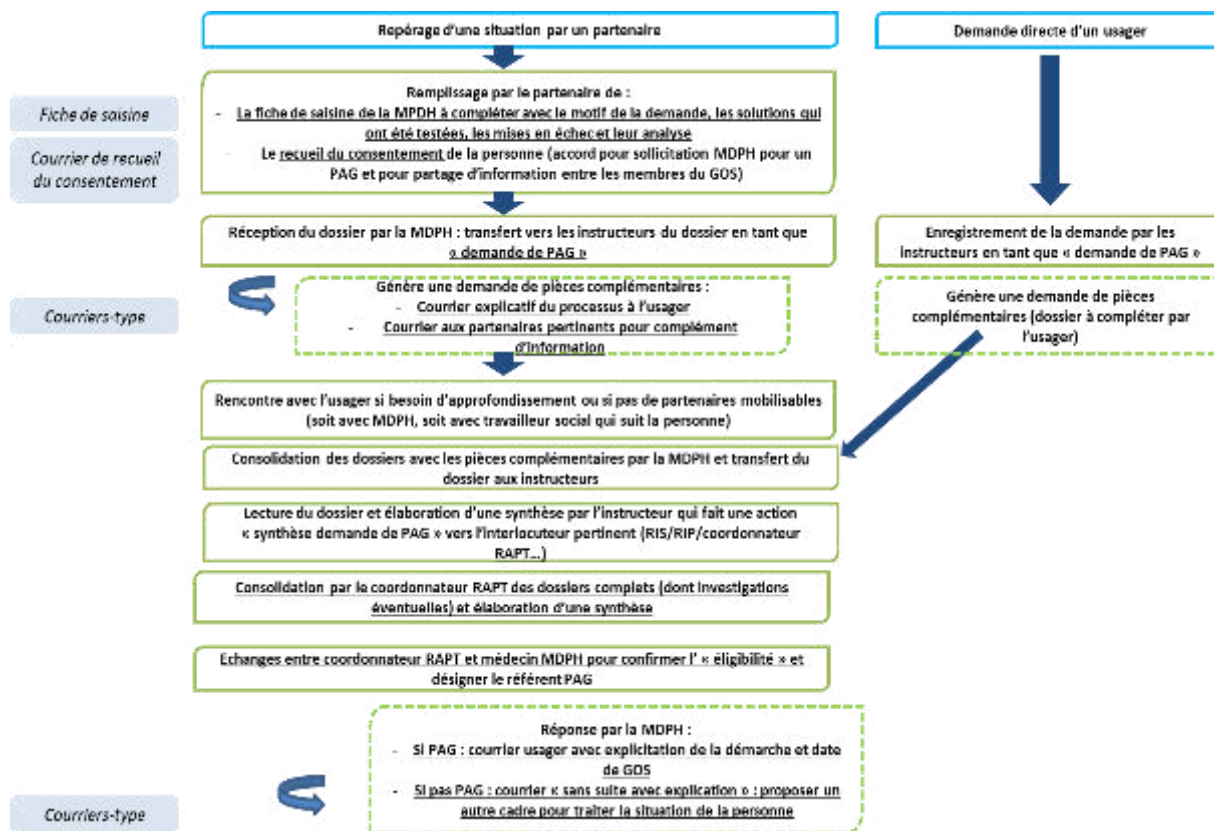 Repérage d'une situation par un partenaire
Demande directe d'un usager
Fiche de saisine
Courrier de recueil
du consentement
Remplissage par le partenaire de :
- La fiche de saisine de la MPDH à compléter avec le motif de la demande, les solutions qui
ont été testées, les mises en échec et leur analyse
- Le recueil du consentement de la personne (accord pour sollicitation MDPH pour un
PAG et pour partage d'information entre les membres du GOS)
Réception du dossier par la MDPH : transfert vers les instructeurs du dossier en tant que
« demande de PAG »
Enregistrement de la demande par les
instructeurs en tant que « demande de PAG »
Courriers-type
Génère une demande de pièces complémentaires :
- Courrier explicatif du processus à l'usager
- Courrier aux partenaires pertinents pour complément
d'information
Génère une demande de pièces
complémentaires (dossier à compléter par
l'usager)
Rencontre avec l'usager si besoin d'approfondissement ou si pas de partenaires mobilisables
(soit avec MDPH, soit avec travailleur social qui suit la personne)
Consolidation des dossiers avec les pièces complémentaires par la MDPH et transfert du
dossier aux instructeurs
Lecture du dossier et élaboration d'une synthèse par l'instructeur qui fait une action
« synthèse demande de PAG » vers l'interlocuteur pertinent (RIS/RIP/coordonnateur
RAPT...)
Consolidation par le coordonnateur RAPT des dossiers complets (dont investigations
éventuelles) et élaboration d'une synthèse
Echanges entre coordonnateur RAPT et médecin MDPH pour confirmer l' « éligibilité » et
désigner le référent PAG
Réponse par la MDPH :
- Si PAG : courrier usager avec explicitation de la démarche et date
de GOS
- Si pas PAG : courrier « sans suite avec explication » : proposer un
autre cadre pour traiter la situation de la personne
Courriers-type